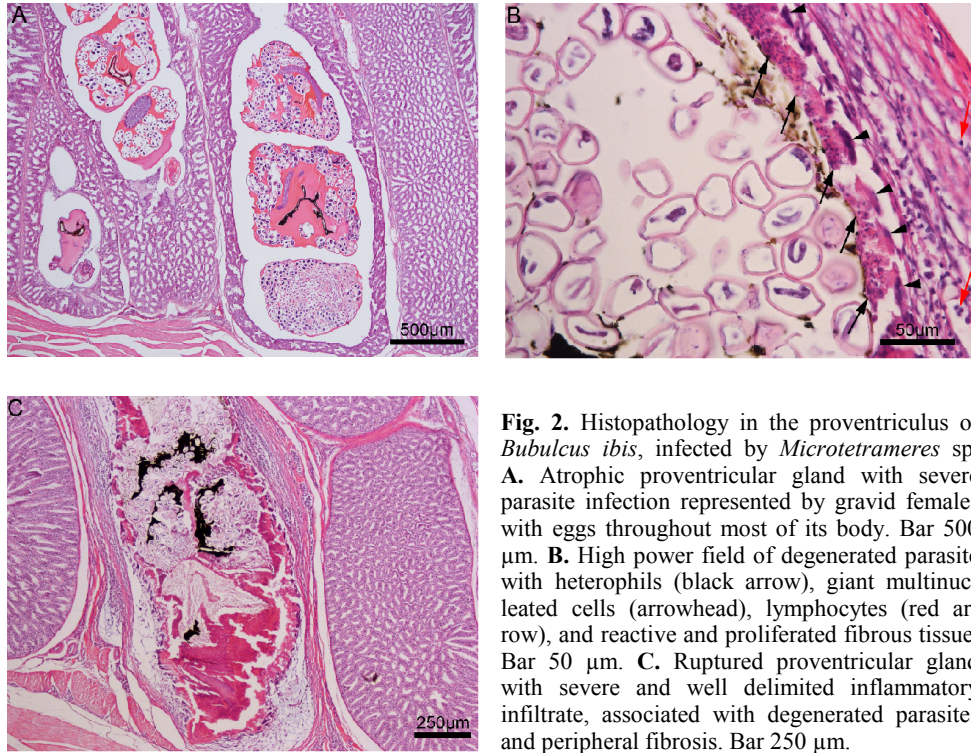 A
500µm
B
50µm
C
250µm
Fig. 2. Histopathology in the proventriculus o
Bubulcus ibis, infected by Microtetrameres sp
A. Atrophic proventricular gland with sever
parasite infection represented by gravid female
with eggs throughout most of its body. Bar 500
µm. B. High power field of degenerated parasite
with heterophils (black arrow), giant multinuc
leated cells (arrowhead), lymphocytes (red ar
row), and reactive and proliferated fibrous tissue
Bar 50 µm. C. Ruptured proventricular gland
with severe and well delimited inflammatory
infiltrate, associated with degenerated parasite
and peripheral fibrosis. Bar 250 µm.